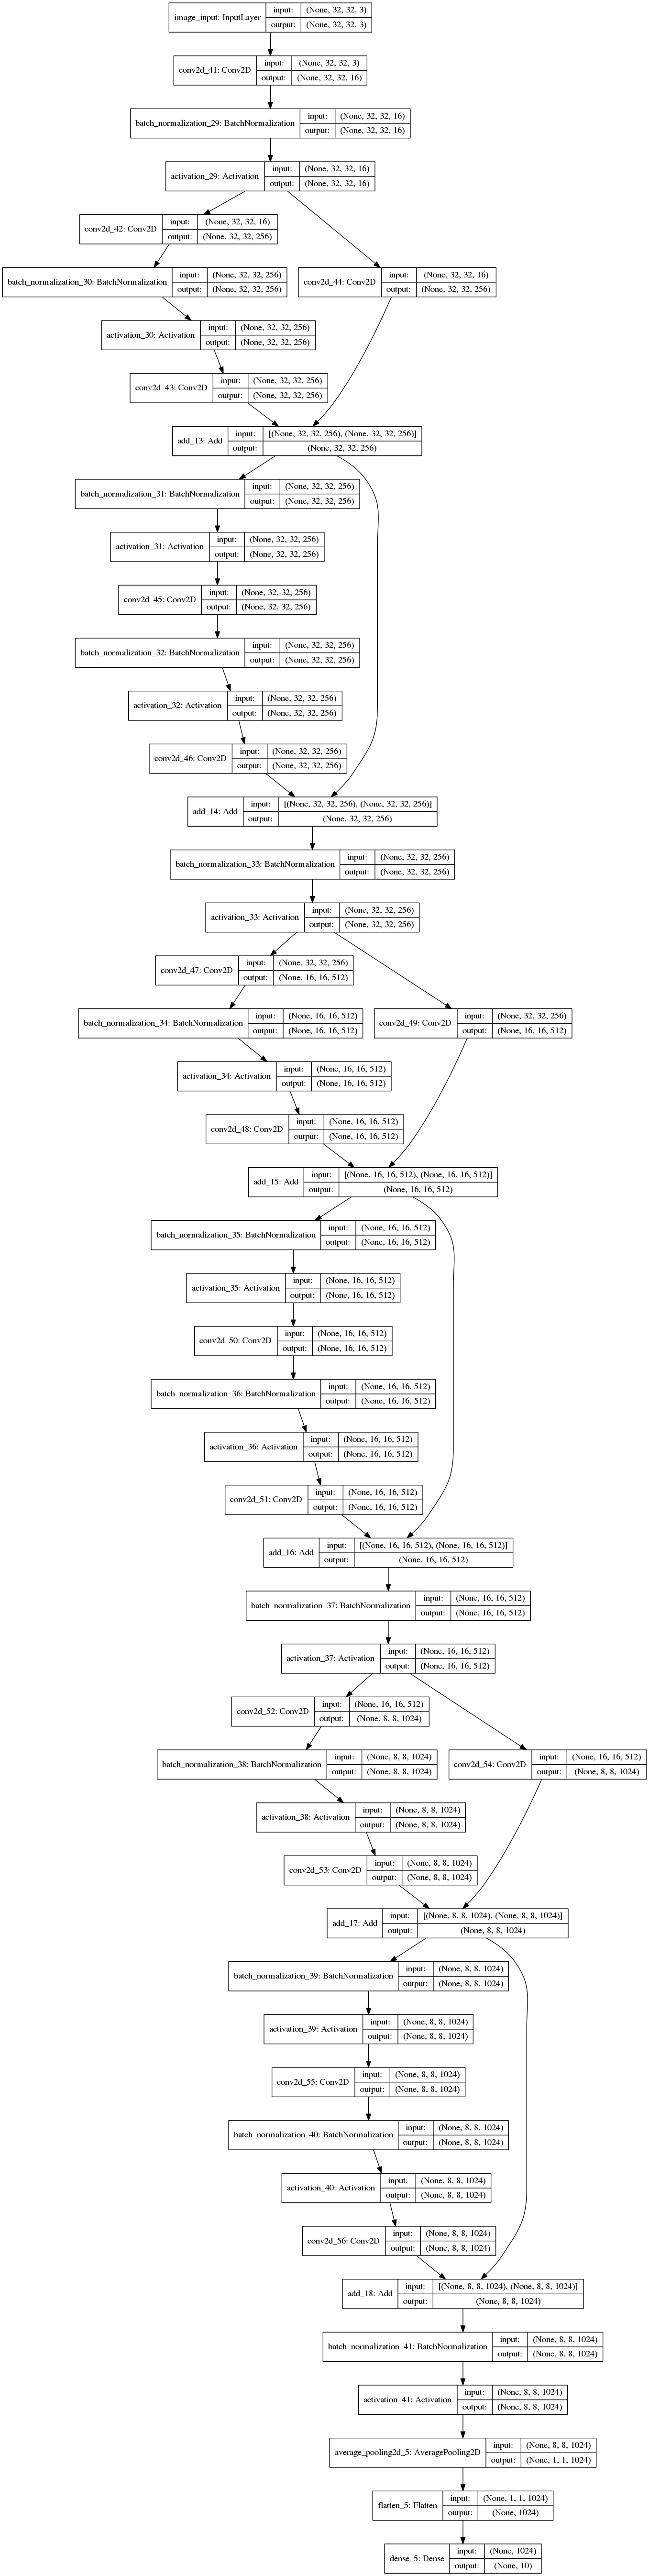 image_input: InputLayer
input: (None, 32, 32, 3)
output: (None, 32, 32, 3)
conv2d_41: Conv2D
input: (None, 32, 32, 3)
output: (None, 32, 32, 16)
batch_normalization_29: BatchNormalization
input: (None, 32, 32, 16)
output: (None, 32, 32, 16)
activation_29: Activation
input: (None, 32, 32, 16)
output: (None, 32, 32, 16)
conv2d_42: Conv2D
input: (None, 32, 32, 16)
output: (None, 32, 32, 256)
batch_normalization_30: BatchNormalization
input: (None, 32, 32, 256)
output: (None, 32, 32, 256)
conv2d_44: Conv2D
input: (None, 32, 32, 16)
output: (None, 32, 32, 256)
activation_30: Activation
input: (None, 32, 32, 256)
output: (None, 32, 32, 256)
conv2d_43: Conv2D
input: (None, 32, 32, 256)
output: (None, 32, 32, 256)
add_13: Add
input: [(None, 32, 32, 256), (None, 32, 32, 256)]
output: (None, 32, 32, 256)
batch_normalization_31: BatchNormalization
input: (None, 32, 32, 256)
output: (None, 32, 32, 256)
activation_31: Activation
input: (None, 32, 32, 256)
output: (None, 32, 32, 256)
conv2d_45: Conv2D
input: (None, 32, 32, 256)
output: (None, 32, 32, 256)
batch_normalization_32: BatchNormalization
input: (None, 32, 32, 256)
output: (None, 32, 32, 256)
activation_32: Activation
input: (None, 32, 32, 256)
output: (None, 32, 32, 256)
conv2d_46: Conv2D
input: (None, 32, 32, 256)
output: (None, 32, 32, 256)
add_14: Add
input: [(None, 32, 32, 256), (None, 32, 32, 256)]
output: (None, 32, 32, 256)
batch_normalization_33: BatchNormalization
input: (None, 32, 32, 256)
output: (None, 32, 32, 256)
activation_33: Activation
input: (None, 32, 32, 256)
output: (None, 32, 32, 256)
conv2d_47: Conv2D
input: (None, 32, 32, 256)
output: (None, 16, 16, 512)
batch_normalization_34: BatchNormalization
input: (None, 16, 16, 512)
output: (None, 16, 16, 512)
conv2d_49: Conv2D
input: (None, 32, 32, 256)
output: (None, 16, 16, 512)
activation_34: Activation
input: (None, 16, 16, 512)
output: (None, 16, 16, 512)
conv2d_48: Conv2D
input: (None, 16, 16, 512)
output: (None, 16, 16, 512)
add_15: Add
input: [(None, 16, 16, 512), (None, 16, 16, 512)]
output: (None, 16, 16, 512)
batch_normalization_35: BatchNormalization
input: (None, 16, 16, 512)
output: (None, 16, 16, 512)
activation_35: Activation
input: (None, 16, 16, 512)
output: (None, 16, 16, 512)
conv2d_50: Conv2D
input: (None, 16, 16, 512)
output: (None, 16, 16, 512)
batch_normalization_36: BatchNormalization
input: (None, 16, 16, 512)
output: (None, 16, 16, 512)
activation_36: Activation
input: (None, 16, 16, 512)
output: (None, 16, 16, 512)
conv2d_51: Conv2D
input: (None, 16, 16, 512)
output: (None, 16, 16, 512)
add_16: Add
input: [(None, 16, 16, 512), (None, 16, 16, 512)]
output: (None, 16, 16, 512)
batch_normalization_37: BatchNormalization
input: (None, 16, 16, 512)
output: (None, 16, 16, 512)
activation_37: Activation
input: (None, 16, 16, 512)
output: (None, 16, 16, 512)
conv2d_52: Conv2D
input: (None, 16, 16, 512)
output: (None, 8, 8, 1024)
batch_normalization_38: BatchNormalization
input: (None, 8, 8, 1024)
output: (None, 8, 8, 1024)
conv2d_54: Conv2D
input: (None, 16, 16, 512)
output: (None, 8, 8, 1024)
activation_38: Activation
input: (None, 8, 8, 1024)
output: (None, 8, 8, 1024)
conv2d_53: Conv2D
input: (None, 8, 8, 1024)
output: (None, 8, 8, 1024)
add_17: Add
input: [(None, 8, 8, 1024), (None, 8, 8, 1024)]
output: (None, 8, 8, 1024)
batch_normalization_39: BatchNormalization
input: (None, 8, 8, 1024)
output: (None, 8, 8, 1024)
activation_39: Activation
input: (None, 8, 8, 1024)
output: (None, 8, 8, 1024)
conv2d_55: Conv2D
input: (None, 8, 8, 1024)
output: (None, 8, 8, 1024)
batch_normalization_40: BatchNormalization
input: (None, 8, 8, 1024)
output: (None, 8, 8, 1024)
activation_40: Activation
input: (None, 8, 8, 1024)
output: (None, 8, 8, 1024)
conv2d_56: Conv2D
input: (None, 8, 8, 1024)
output: (None, 8, 8, 1024)
add_18: Add
input: [(None, 8, 8, 1024), (None, 8, 8, 1024)]
output: (None, 8, 8, 1024)
batch_normalization_41: BatchNormalization
input: (None, 8, 8, 1024)
output: (None, 8, 8, 1024)
activation_41: Activation
input: (None, 8, 8, 1024)
output: (None, 8, 8, 1024)
average_pooling2d_5: AveragePooling2D
input: (None, 8, 8, 1024)
output: (None, 1, 1, 1024)
flatten_5: Flatten
input: (None, 1, 1, 1024)
output: (None, 1024)
dense_5: Dense
input: (None, 1024)
output: (None, 10)